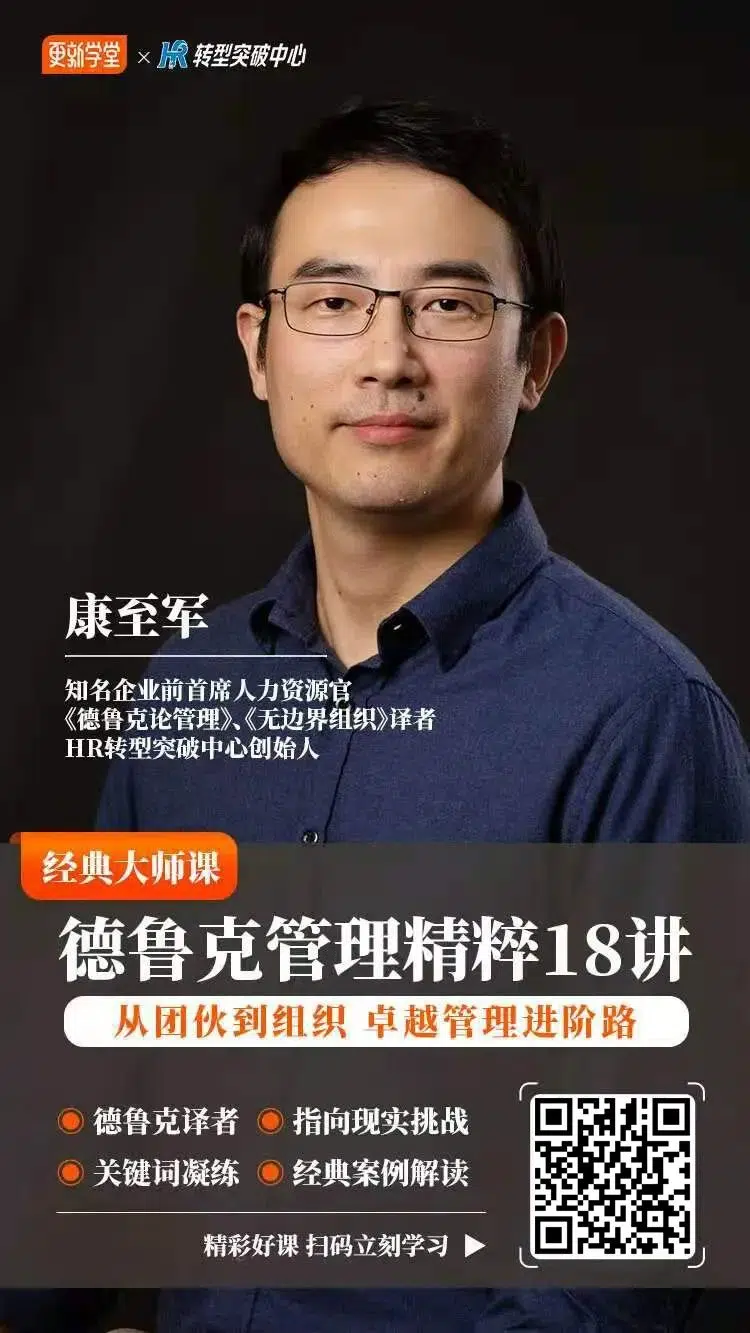 更新学堂 × HR 转型突破中心
康至军
知名企业前首席人力资源官
《德鲁克论管理》、《无边界组织》译者
HR转型突破中心创始人
经典大师课
德鲁克管理精粹18讲
从团伙到组织 卓越管理进阶路
德鲁克译者 指向现实挑战
关键词凝练 经典案例解读
精彩好课 扫码立刻学习